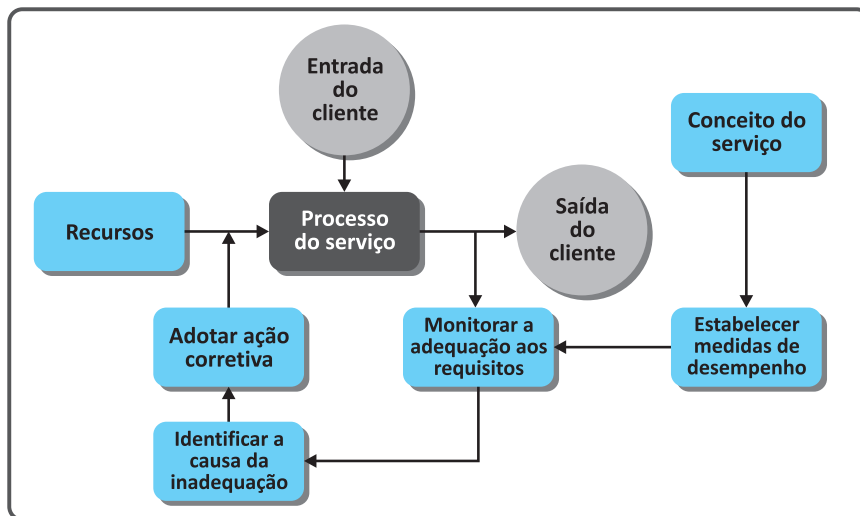 Entrada
do
cliente
Conceito do
serviço
Recursos
Processo
do serviço
Saída
do
cliente
Adotar ação
corretiva
Monitorar a
adequação aos
requisitos
Estabelecer
medidas de
desempenho
Identificar a
causa da
inadequação